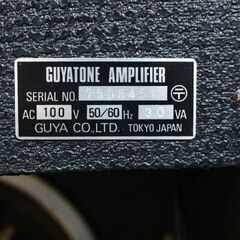 GUYATONE AMPLIFIER
SERIAL NO.
AC 100 V 50/60 Hz 30 VA
GUYA CO.,LTD. TOKYO JAPAN